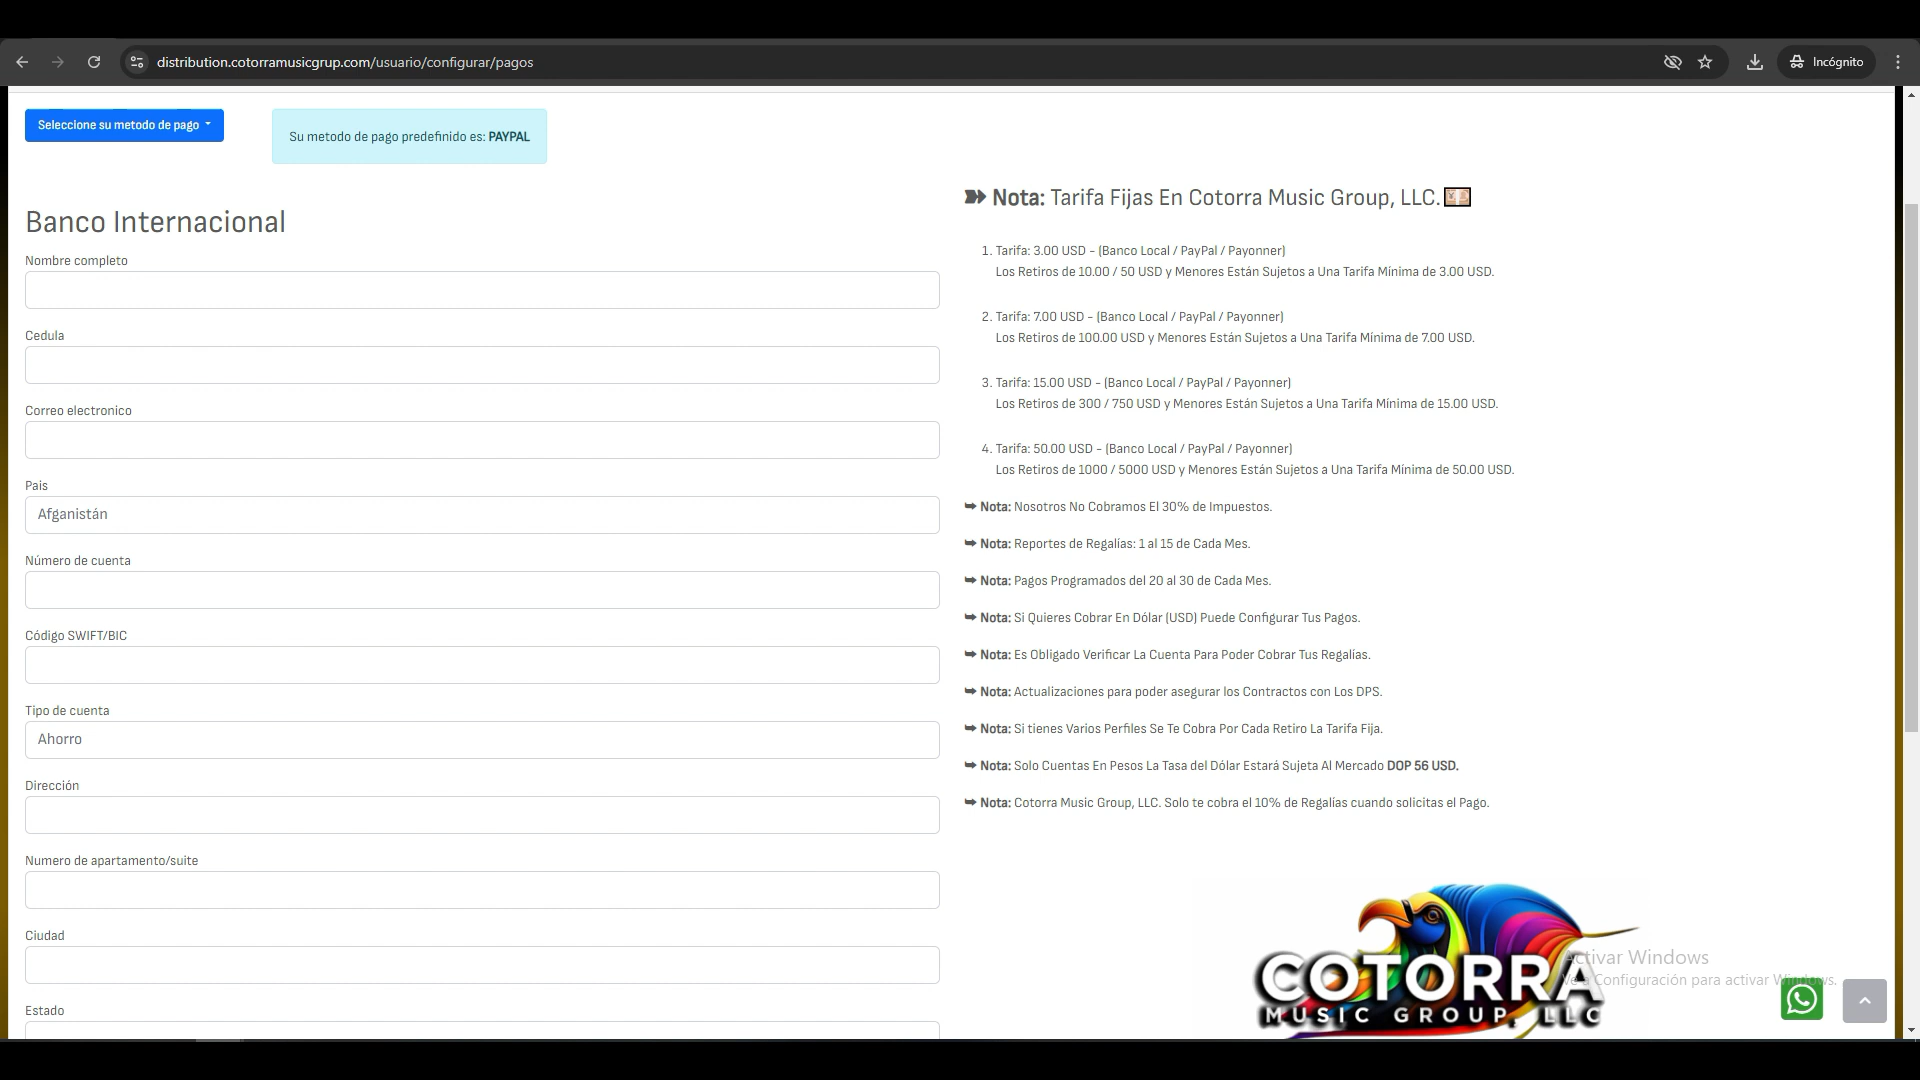 distribution.cotorramusicgrup.com/usuario/configurar/pagos
Incógnito
Seleccione su metodo de pago
Su metodo de pago predefinido es: PAYPAL
Banco Internacional
Nombre completo
Cedula
Correo electronico
Pais
Afganistán
Número de cuenta
Código SWIFT/BIC
Tipo de cuenta
Ahorro
Dirección
Numero de apartamento/suite
Ciudad
Estado
Nota: Tarifa Fijas En Cotorra Music Group, LLC.
1. Tarifa: 3.00 USD - (Banco Local / PayPal / Payonner)
Los Retiros de 10.00 / 50 USD y Menores Están Sujetos a Una Tarifa Mínima de 3.00 USD.
2. Tarifa: 7.00 USD - (Banco Local / PayPal / Payonner)
Los Retiros de 100.00 USD y Menores Están Sujetos a Una Tarifa Mínima de 7.00 USD.
3. Tarifa: 15.00 USD - (Banco Local / PayPal / Payonner)
Los Retiros de 300 / 750 USD y Menores Están Sujetos a Una Tarifa Mínima de 15.00 USD.
4. Tarifa: 50.00 USD - (Banco Local / PayPal / Payonner)
Los Retiros de 1000 / 5000 USD y Menores Están Sujetos a Una Tarifa Mínima de 50.00 USD.
➥ Nota: Nosotros No Cobramos El 30% de Impuestos.
➥ Nota: Reportes de Regalías: 1 al 15 de Cada Mes.
➥ Nota: Pagos Programados del 20 al 30 de Cada Mes.
➥ Nota: Si Quieres Cobrar En Dólar (USD) Puede Configurar Tus Pagos.
➥ Nota: Es Obligado Verificar La Cuenta Para Poder Cobrar Tus Regalías.
➥ Nota: Actualizaciones para poder asegurar los Contractos con Los DPS.
➥ Nota: Si tienes Varios Perfiles Se Te Cobra Por Cada Retiro La Tarifa Fija.
➥ Nota: Solo Cuentas En Pesos La Tasa del Dólar Estará Sujeta Al Mercado DOP 56 USD.
➥ Nota: Cotorra Music Group, LLC. Solo te cobra el 10% de Regalías cuando solicitas el Pago.
COTORRA
MUSIC GROUP, LLC
Activar Windows
Ve a Configuración para activar Windows.